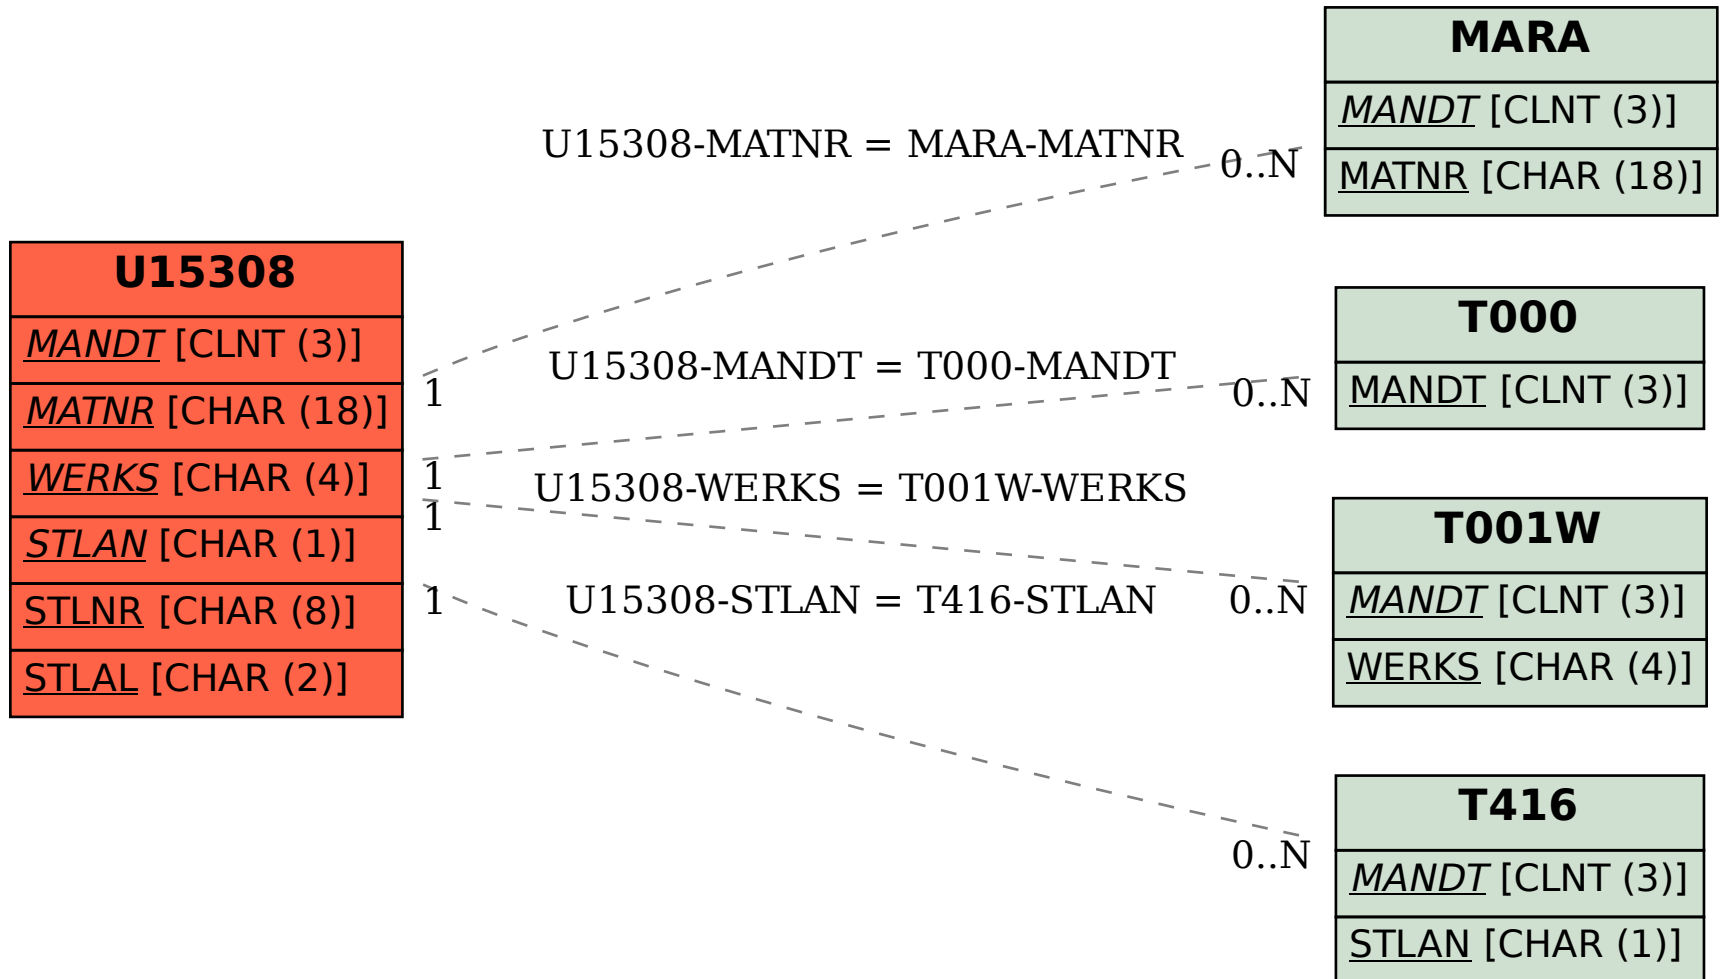 U15308
MANDT [CLNT (3)]
MATNR [CHAR (18)]
WERKS [CHAR (4)]
STLAN [CHAR (1)]
STLNR [CHAR (8)]
STLAL [CHAR (2)]
U15308-MATNR = MARA-MATNR
0..N
1
U15308-MANDT = T000-MANDT
0..N
1
U15308-WERKS = T001W-WERKS
0..N
1
U15308-STLAN = T416-STLAN
0..N
1
MARA
MANDT [CLNT (3)]
MATNR [CHAR (18)]
T000
MANDT [CLNT (3)]
T001W
MANDT [CLNT (3)]
WERKS [CHAR (4)]
T416
MANDT [CLNT (3)]
STLAN [CHAR (1)]